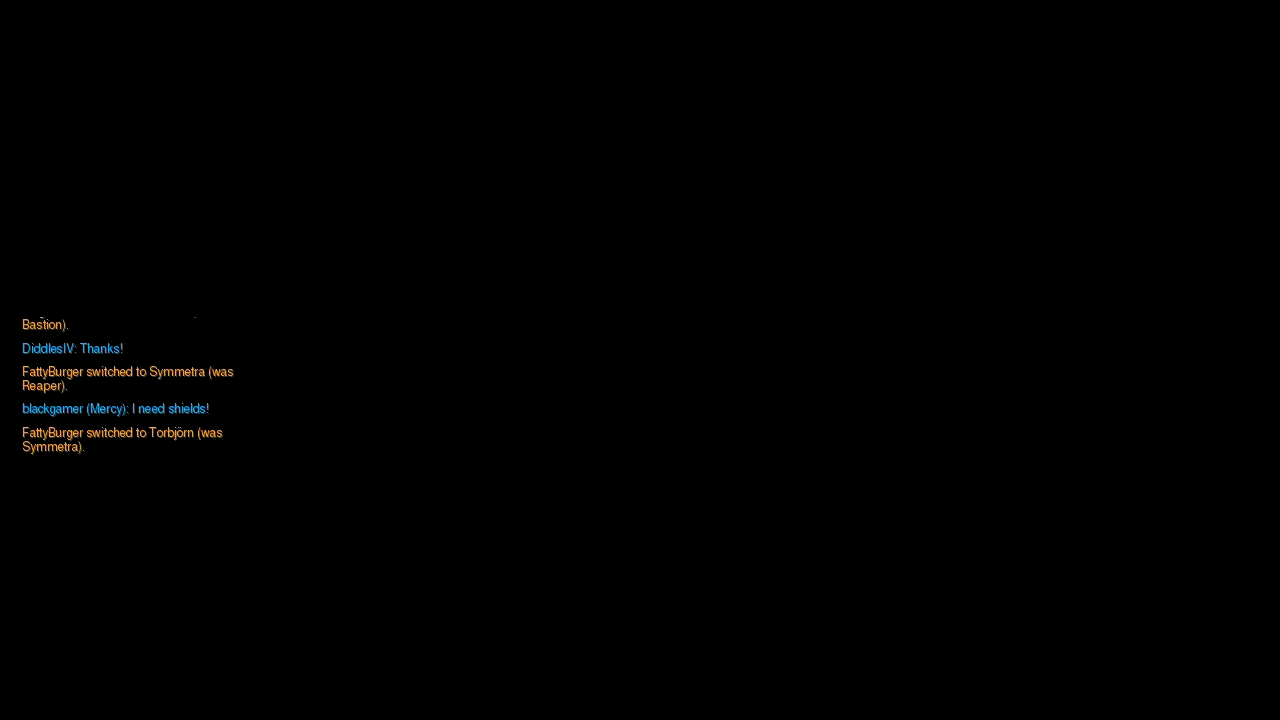 Bastion).
DiddlesIV: Thanks!
FattyBurger switched to Symmetra (was
Reaper).
blackgamer (Mercy): I need shields!
FattyBurger switched to Torbjörn (was
Symmetra).